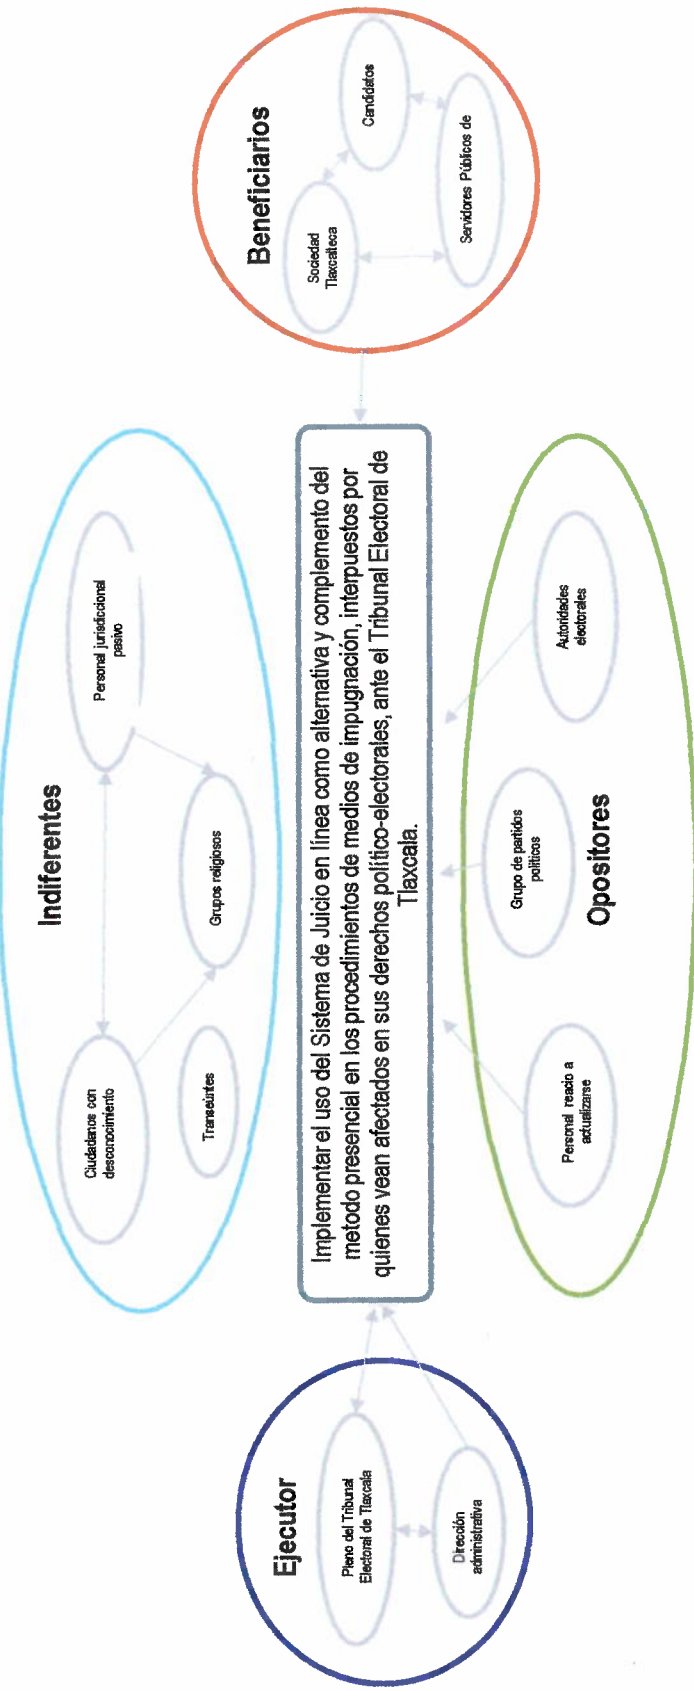 Indiferentes
Ciudadanos con
desconocimiento
Personal jurisdiccional
pasivo
Transeúntes
Grupos religiosos
Ejecutor
Pleno del Tribunal
Electoral de Tlaxcala
Dirección
administrativa
Implementar el uso del Sistema de Juicio en línea como alternativa y complemento del
metodo presencial en los procedimientos de medios de impugnación, interpuestos por
quienes vean afectados en sus derechos político-electorales, ante el Tribunal Electoral de
Tlaxcala.
Beneficiarios
Sociedad
Tlaxcalteca
Candidatos
Servidores Públicos de
Personal reacio a
actualizarse
Grupo de partidos
políticos
Autoridades
electorales
Opositores